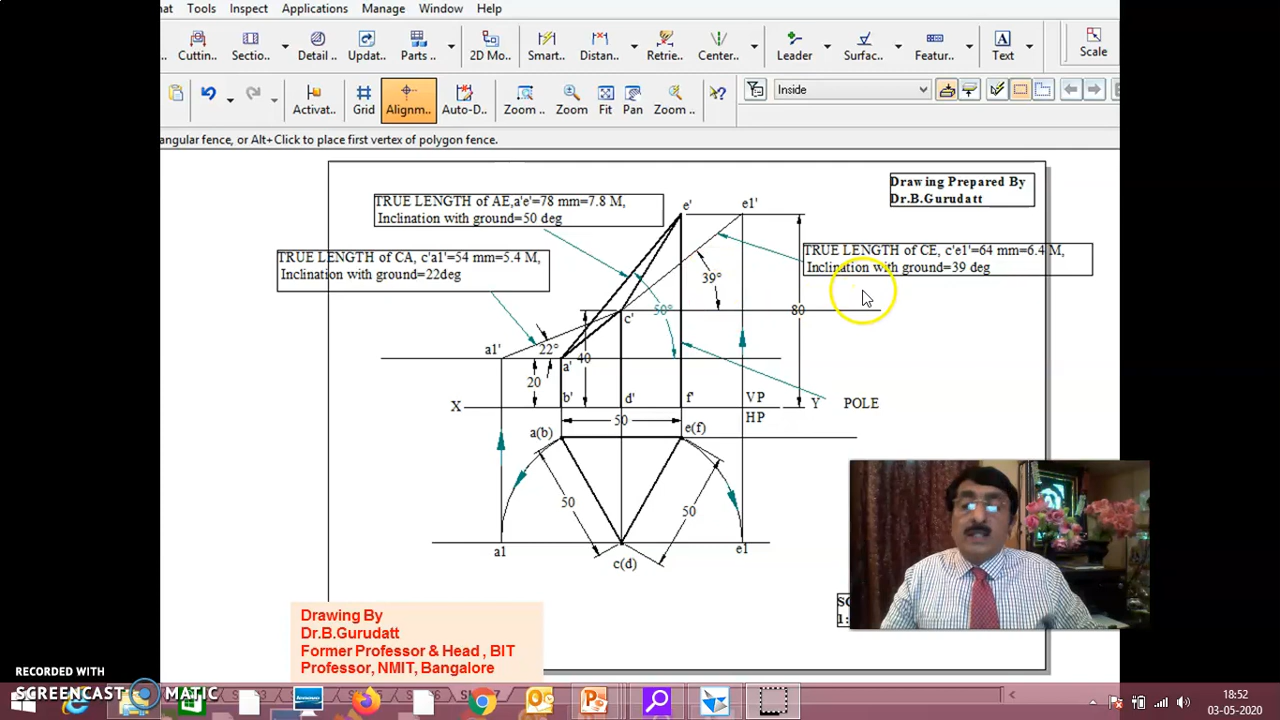 nat Tools Inspect Applications Manage Window Help
Cuttin.. Sectio.. Detail .. Updat.. Parts .. 2D Mo.. Smart.. Distan.. Retrie.. Center.. Leader Surfac.. Featur.. Text Scale
Activat.. Grid Alignm.. Auto-D.. Zoom .. Zoom Fit Pan Zoom .. Inside
angular fence, or Alt+Click to place first vertex of polygon fence.
Drawing Prepared By
Dr.B.Gurudatt
TRUE LENGTH of AE,a'e'=78 mm=7.8 M,
Inclination with ground=50 deg
e' e1'
TRUE LENGTH of CA, c'a1'=54 mm=5.4 M,
Inclination with ground=22deg
TRUE LENGTH of CE, c'e1'=64 mm=6.4 M,
Inclination with ground=39 deg
39°
c' 50° 80
a1' 22° 40
a'
20
X b' d' f' VP Y POLE
50 HP
a(b) e(f)
50 50
a1 c(d) e1
1:
Drawing By
Dr.B.Gurudatt
Former Professor & Head , BIT
Professor, NMIT, Bangalore
RECORDED WITH
SCREENCAST MATIC
18:52
03-05-2020